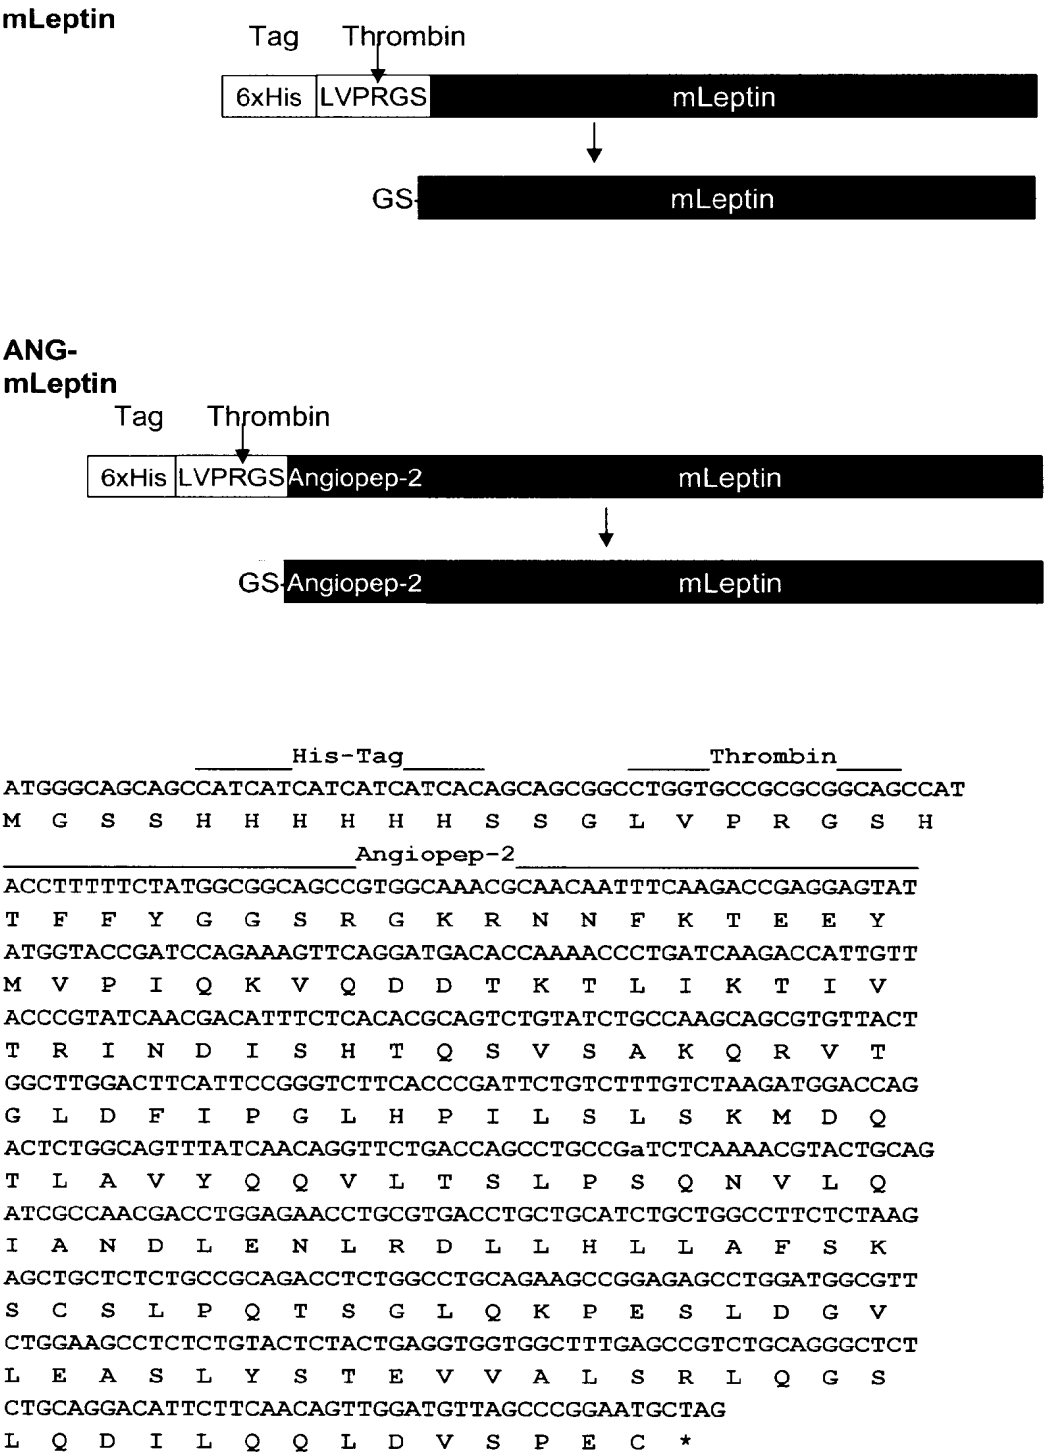 mLeptin
Tag Thrombin
6xHis LVPRGS mLeptin
GS- mLeptin
ANG-
mLeptin
Tag Thrombin
6xHis LVPRGS Angiopep-2 mLeptin
GS- Angiopep-2 mLeptin
His-Tag Thrombin
ATGGGCAGCAGCCATCATCATCATCATCACAGCAGCGGCCTGGTGCCGCGCGGCAGCCAT
M G S S H H H H H H S S G L V P R G S H
Angiopep-2
ACCTTTTTCTATGGCGGCAGCCGTGGCAAACGCAACAATTTCAAGACCGAGGAGTAT
T F F Y G G S R G K R N N F K T E E Y
ATGGTACCGATCCAGAAAGTTCAGGATGACACCAAAACCCTGATCAAGACCATTGTT
M V P I Q K V Q D D T K T L I K T I V
ACCCGTATCAACGACATTTCTCACACGCAGTCTGTATCTGCCAAGCAGCGTGTTACT
T R I N D I S H T Q S V S A K Q R V T
GGCTTGGACTTCATTCCGGGTCTTCACCCGATTCTGTCTTTGTCTAAGATGGACCAG
G L D F I P G L H P I L S L S K M D Q
ACTCTGGCAGTTTATCAACAGGTTCTGACCAGCCTGCCGaTCTCAAAACGTACTGCAG
T L A V Y Q Q V L T S L P S Q N V L Q
ATCGCCAACGACCTGGAGAACCTGCGTGACCTGCTGCATCTGCTGGCCTTCTCTAAG
I A N D L E N L R D L L H L L A F S K
AGCTGCTCTCTGCCGCAGACCTCTGGCCTGCAGAAGCCGGAGAGCCTGGATGGCGTT
S C S L P Q T S G L Q K P E S L D G V
CTGGAAGCCTCTCTGTACTCTACTGAGGTGGTGGCTTTGAGCCGTCTGCAGGGCTCT
L E A S L Y S T E V V A L S R L Q G S
CTGCAGGACATTCTTCAACAGTTGGATGTTAGCCCGGAATGCTAG
L Q D I L Q Q L D V S P E C *